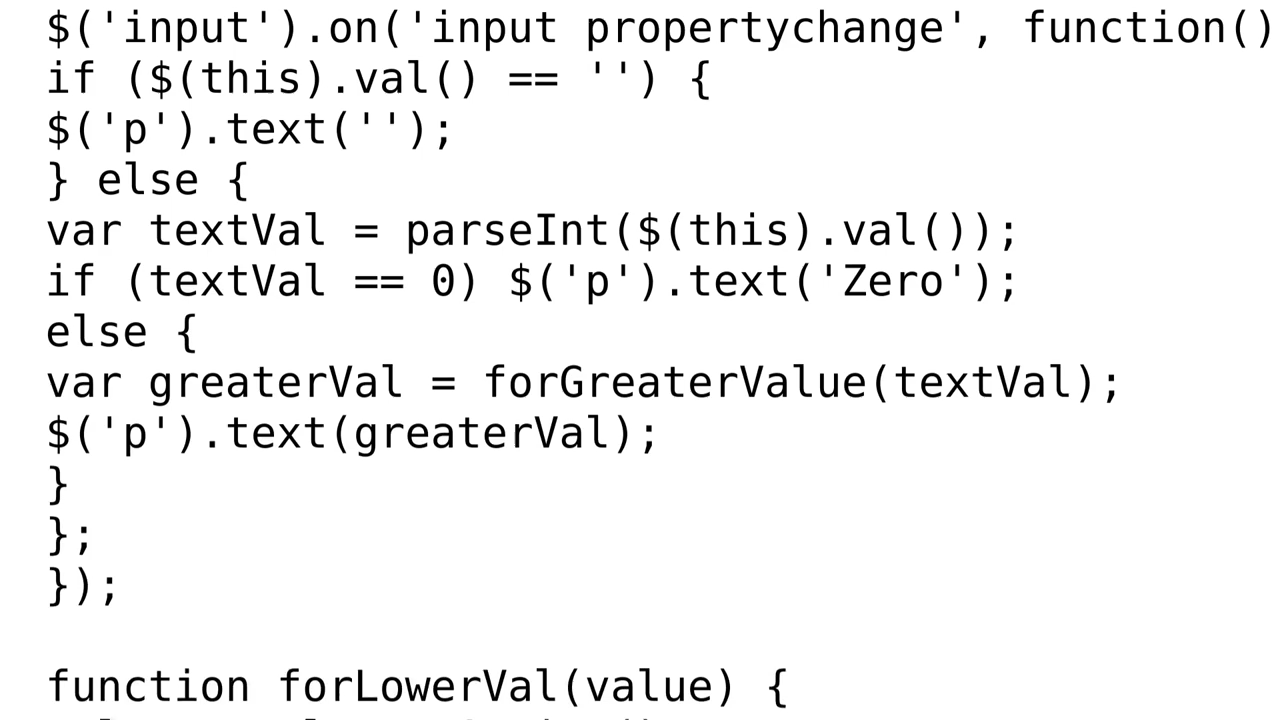 $('input').on('input propertychange', function()
if ($(this).val() == '') {
$('p').text('');
} else {
var textVal = parseInt($(this).val());
if (textVal == 0) $('p').text('Zero');
else {
var greaterVal = forGreaterValue(textVal);
$('p').text(greaterVal);
}
};
});

function forLowerVal(value) {